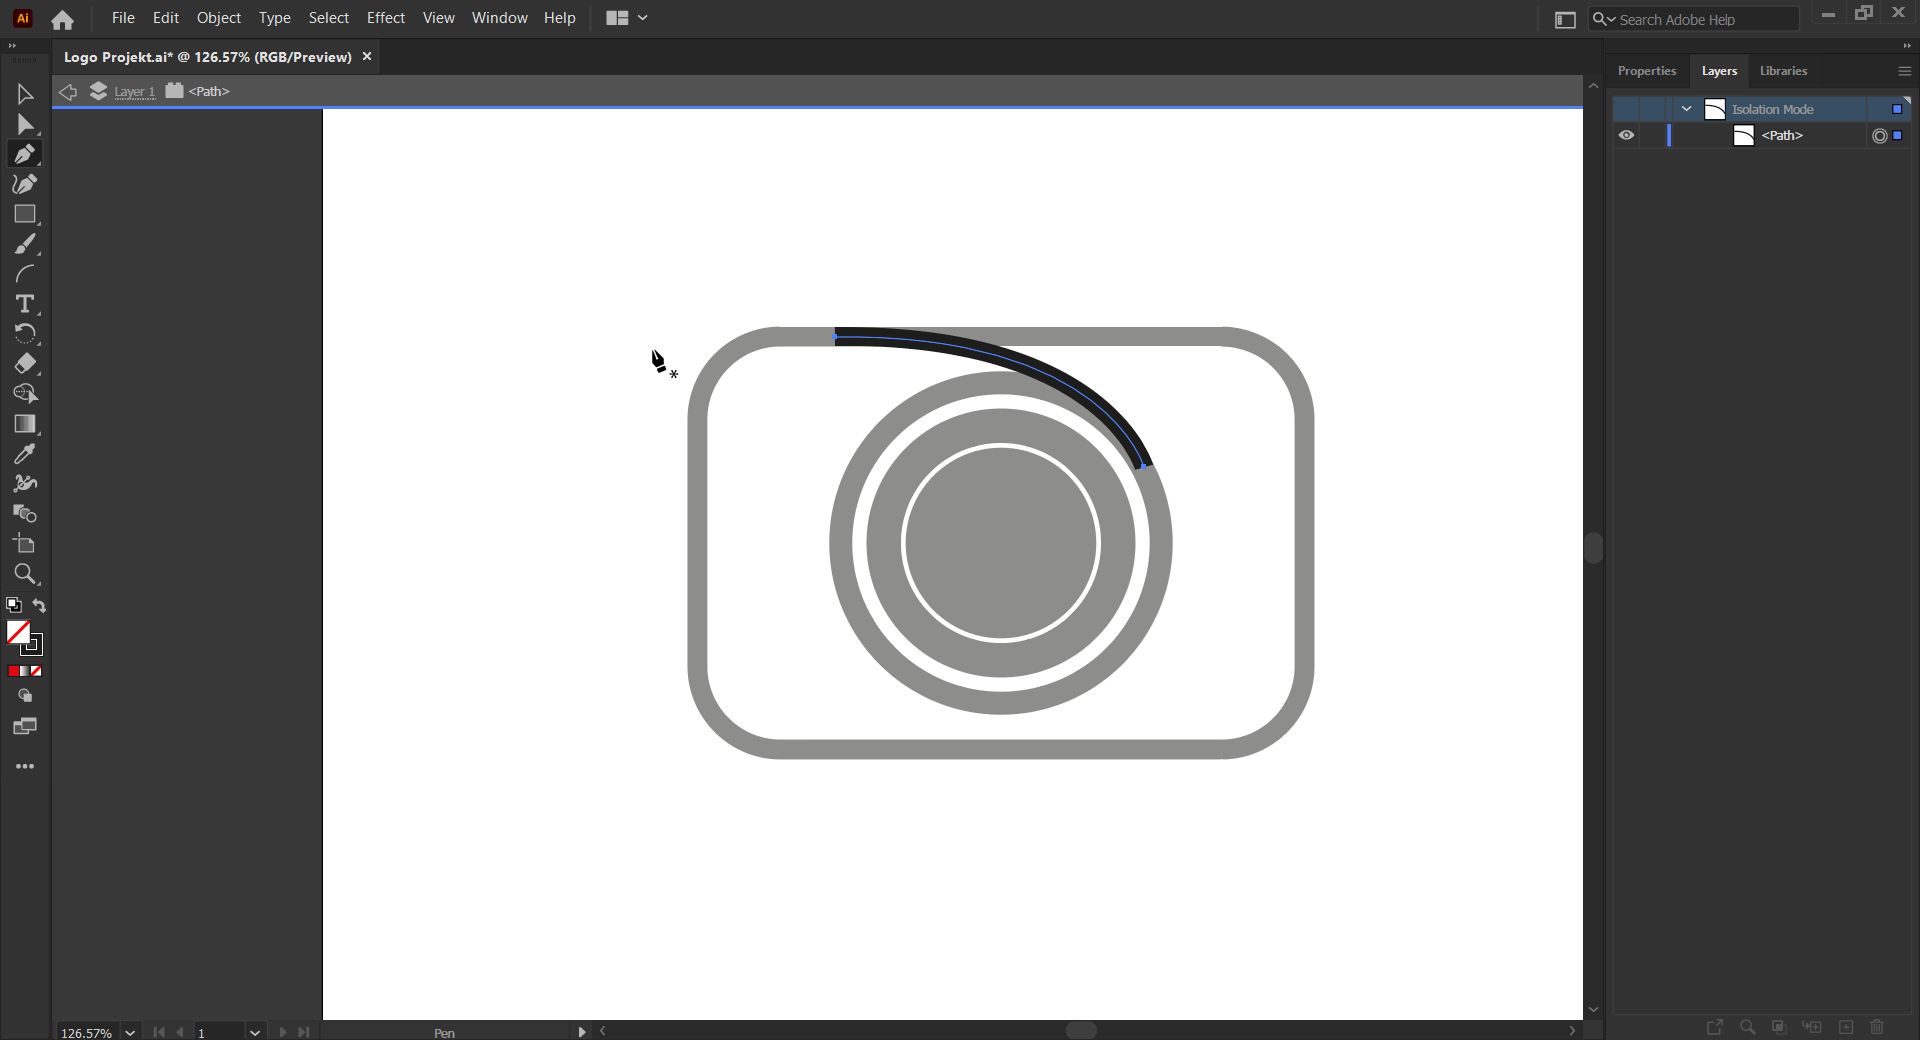 Ai File Edit Object Type Select Effect View Window Help Search Adobe Help
Logo Projekt.ai* @ 126.57% (RGB/Preview)
Layer 1 <Path>
Properties Layers Libraries
Isolation Mode
<Path>
126.57% 1 Pen